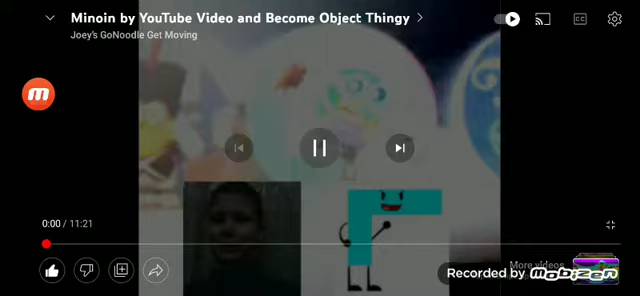 Minoin by YouTube Video and Become Object Thingy
Joey's GoNoodle Get Moving
CC
m
0:00 / 11:21
More videos
Recorded by Mobizen